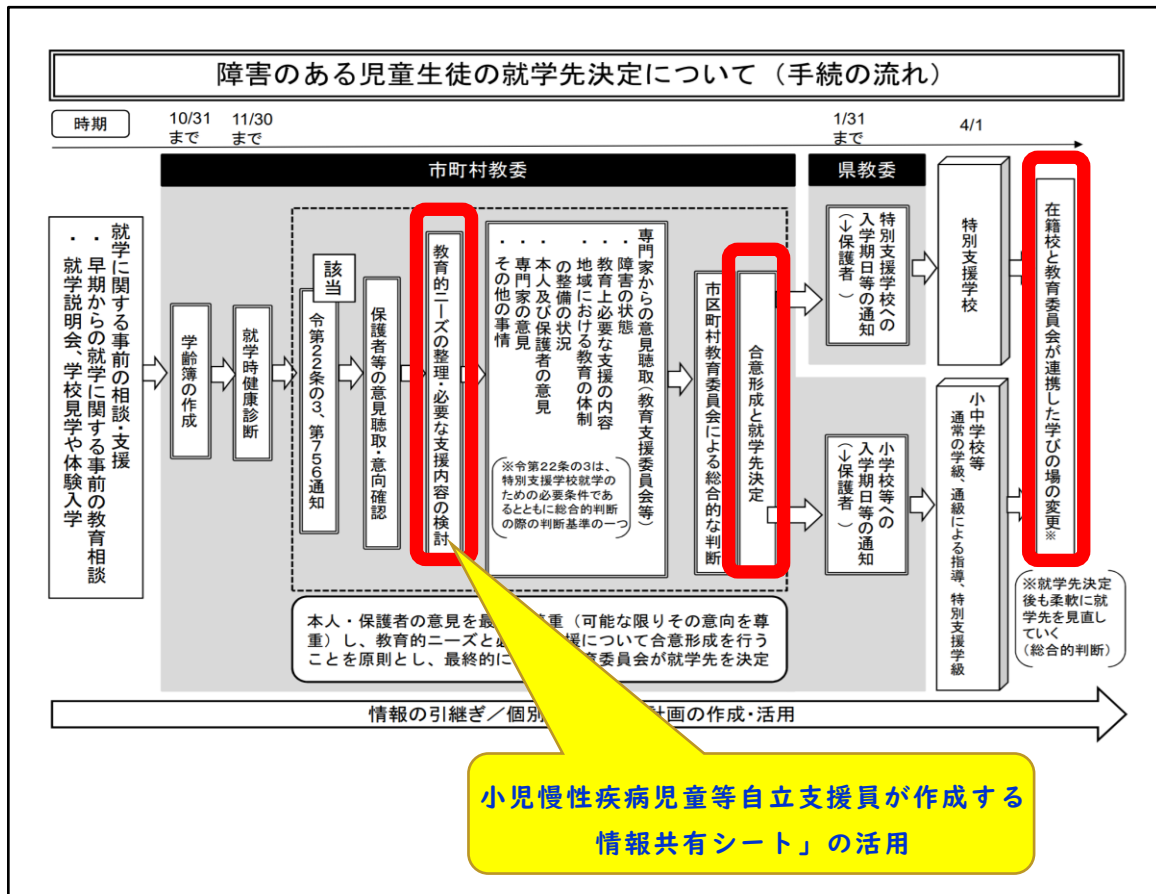 障害のある児童生徒の就学先決定について（手続の流れ）
時期
10/31
まで
11/30
まで
1/31
まで
4/1
市町村教委
県教委
就学に関する事前の相談・支援
・早期からの就学に関する事前の教育相談
・就学説明会、学校見学や体験入学
学齢簿の作成
就学時健康診断
該当
令第22条の3、第756通知
保護者等の意見聴取・意向確認
教育的ニーズの整理・必要な支援内容の検討
専門家からの意見聴取（教育支援委員会等）
・障害の状態
・教育上必要な支援の内容
・地域における教育の体制
の整備の状況
・本人及び保護者の意見
・専門家の意見
・その他の事情
※令第22条の3は、
特別支援学校就学の
ための必要条件であ
るとともに総合的判断
の際の判断基準の一つ
市区町村教育委員会による総合的な判断
合意形成と就学先決定
特別支援学校への
入学期日等の通知
（↓保護者）
小学校等への
入学期日等の通知
（↓保護者）
特別支援学校
小中学校等
通常の学級、通級による指導、特別支援学級
在籍校と教育委員会が連携した学びの場の変更※
※就学先決定
後も柔軟に就
学先を見直し
ていく
（総合的判断）
本人・保護者の意見を最 重（可能な限りその意向を尊
重）し、教育的ニーズと必 援について合意形成を行う
ことを原則とし、最終的に 育委員会が就学先を決定
情報の引継ぎ／個別 計画の作成・活用
小児慢性疾病児童等自立支援員が作成する
情報共有シート」の活用